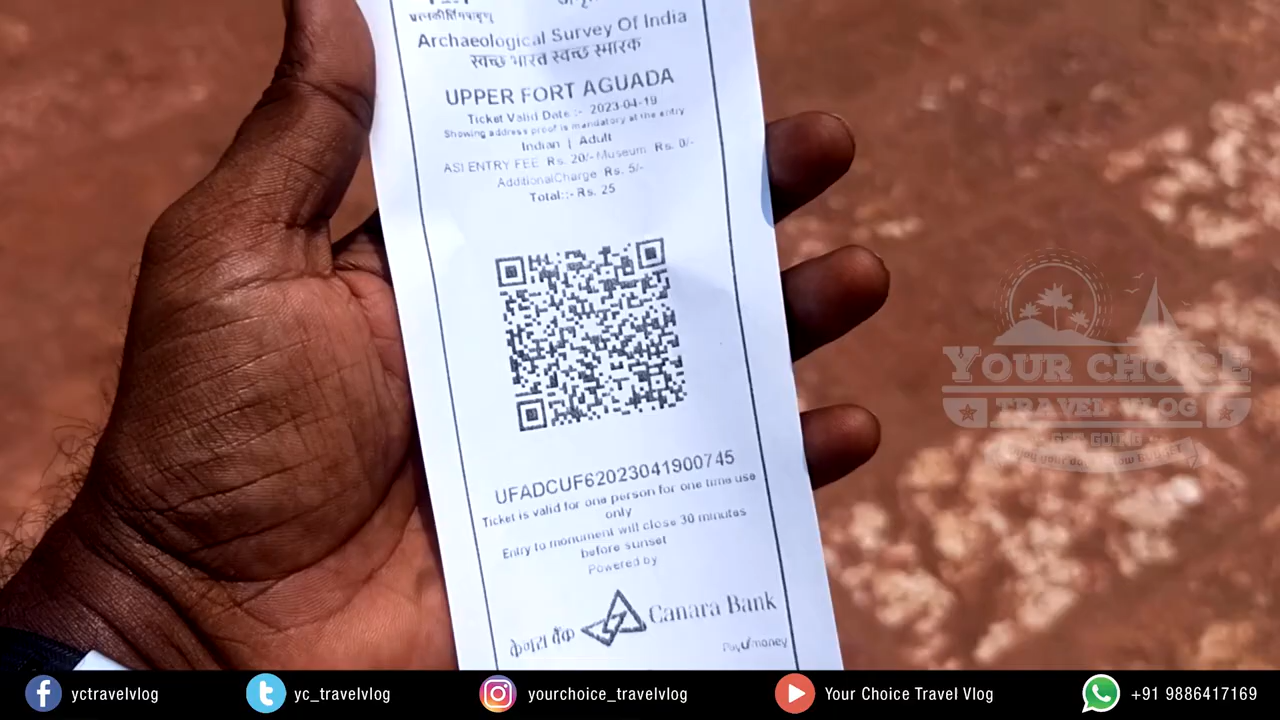 प्रत्नकीर्तिमपावृणु
Archaeological Survey Of India
स्वच्छ भारत स्वच्छ स्मारक
UPPER FORT AGUADA
Ticket Valid Date :- 2023-04-19
Showing address proof is mandatory at the entry
Indian | Adult
ASI ENTRY FEE Rs. 20/- Museum Rs. 0/-
AdditionalCharge Rs. 5/-
Total::- Rs. 25
UFADCUF62023041900745
Ticket is valid for one person for one time use
only
Entry to monument will close 30 minutes
before sunset
Powered by
केनरा बैंक Canara Bank
PayUmoney
YOUR CHOICE
TRAVEL VLOG
GOING
yctravelvlog
yc_travelvlog
yourchoice_travelvlog
Your Choice Travel Vlog
+91 9886417169